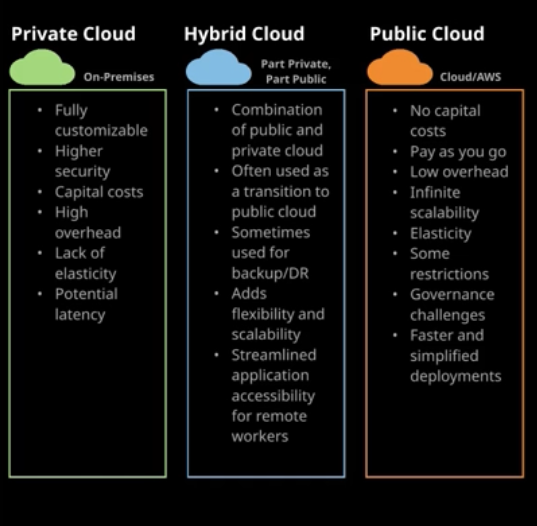 Private Cloud
On-Premises
• Fully
customizable
• Higher
security
• Capital costs
• High
overhead
• Lack of
elasticity
• Potential
latency
Hybrid Cloud
Part Private,
Part Public
• Combination
of public and
private cloud
• Often used as
a transition to
public cloud
• Sometimes
used for
backup/DR
• Adds
flexibility and
scalability
• Streamlined
application
accessibility
for remote
workers
Public Cloud
Cloud/AWS
• No capital
costs
• Pay as you go
• Low overhead
• Infinite
scalability
• Elasticity
• Some
restrictions
• Governance
challenges
• Faster and
simplified
deployments